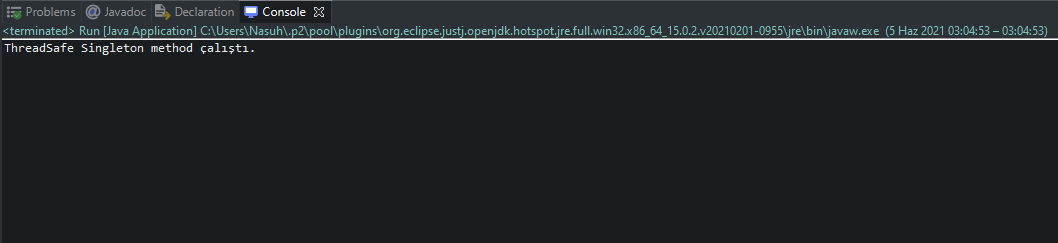 Problems @ Javadoc Declaration Console
<terminated> Run [Java Application] C:\Users\Nasuh\.p2\pool\plugins\org.eclipse.justj.openjdk.hotspot.jre.full.win32.x86_64_15.0.2.v20210201-0955\jre\bin\javaw.exe (5 Haz 2021 03:04:53 – 03:04:53)
ThreadSafe Singleton method çalıştı.